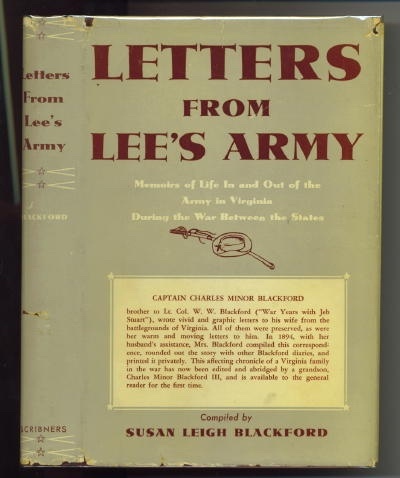 Letters
From
Lee's
Army
BLACKFORD
SCRIBNERS
LETTERS
FROM
LEE'S ARMY
Memoirs of Life In and Out of the
Army in Virginia
During the War Between the States
CAPTAIN CHARLES MINOR BLACKFORD
brother to Lt. Col. W. W. Blackford ("War Years with Jeb
Stuart"), wrote vivid and graphic letters to his wife from the
battlegrounds of Virginia. All of them were preserved, as were
her warm and moving letters to him. In 1894, with her
husband's assistance, Mrs. Blackford compiled this correspond-
ence, rounded out the story with other Blackford diaries, and
printed it privately. This affecting chronicle of a Virginia family
in the war has now been edited and abridged by a grandson,
Charles Minor Blackford III, and is available to the general
reader for the first time.
Compiled by
SUSAN LEIGH BLACKFORD